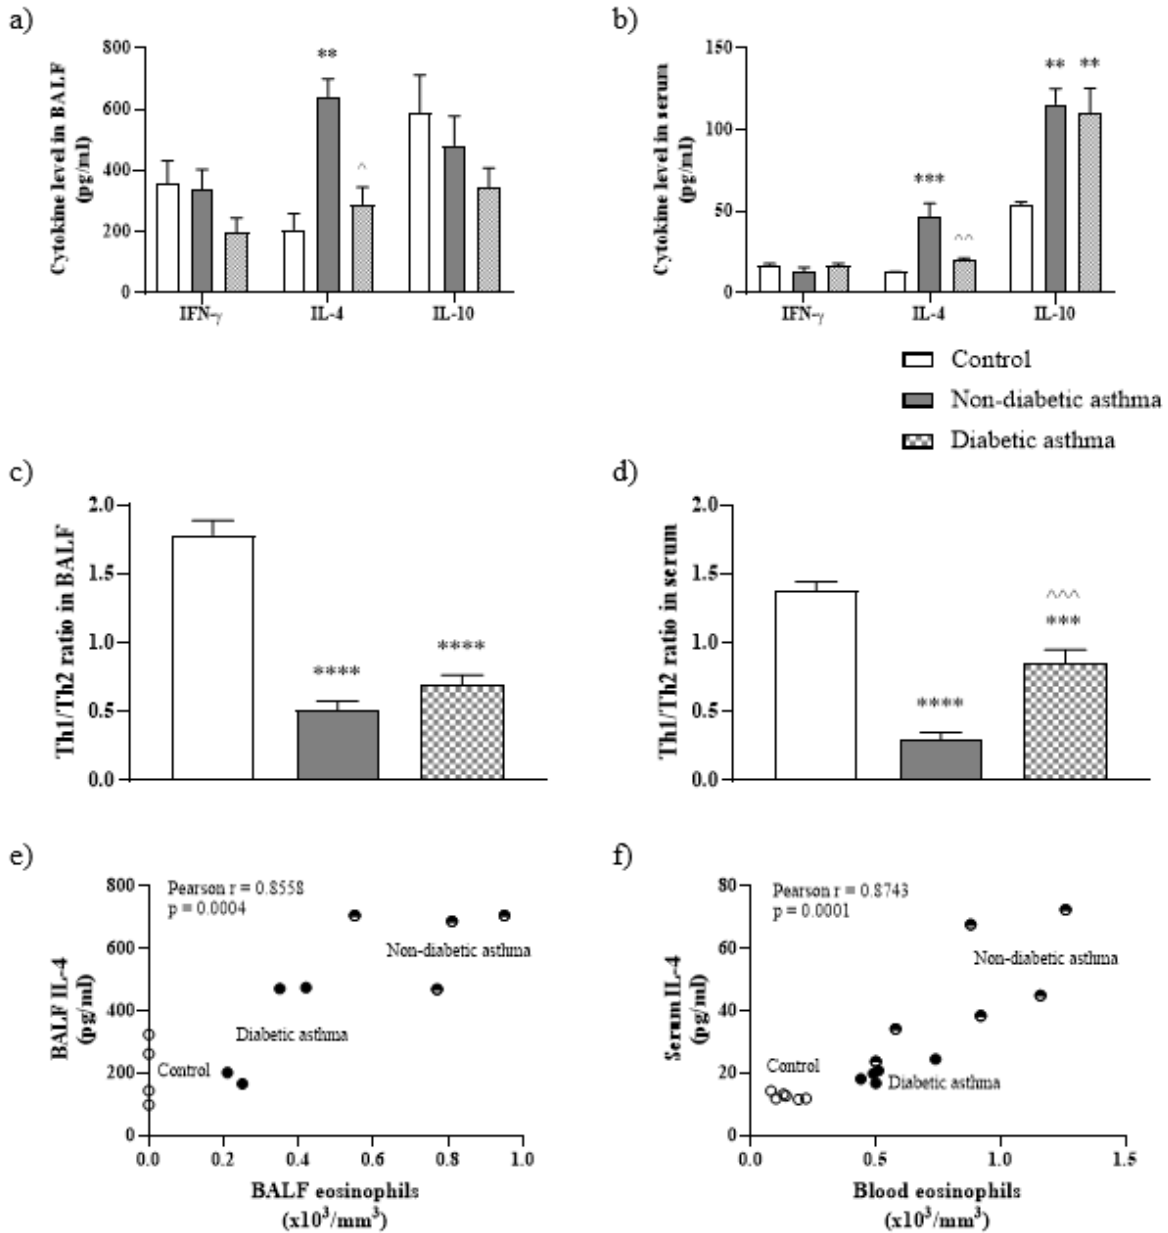 a)
Cytokine level in BALF
(pg/ml)
800
600
400
200
0
**
^
IFN-γ
IL-4
IL-10
b)
Cytokine level in serum
(pg/ml)
150
100
50
0
***
^^
**
**
IFN-γ
IL-4
IL-10
Control
Non-diabetic asthma
Diabetic asthma
c)
Th1/Th2 ratio in BALF
2.0
1.5
1.0
0.5
0.0
****
****
d)
Th1/Th2 ratio in serum
2.0
1.5
1.0
0.5
0.0
****
^^^
***
e)
BALF IL-4
(pg/ml)
800
600
400
200
0
Pearson r = 0.8558
p = 0.0004
Non-diabetic asthma
Diabetic asthma
Control
0.0 0.2 0.4 0.6 0.8 1.0
BALF eosinophils
(x10³/mm³)
f)
Serum IL-4
(pg/ml)
80
60
40
20
0
Pearson r = 0.8743
p = 0.0001
Non-diabetic asthma
Control
Diabetic asthma
0.0 0.5 1.0 1.5
Blood eosinophils
(x10³/mm³)